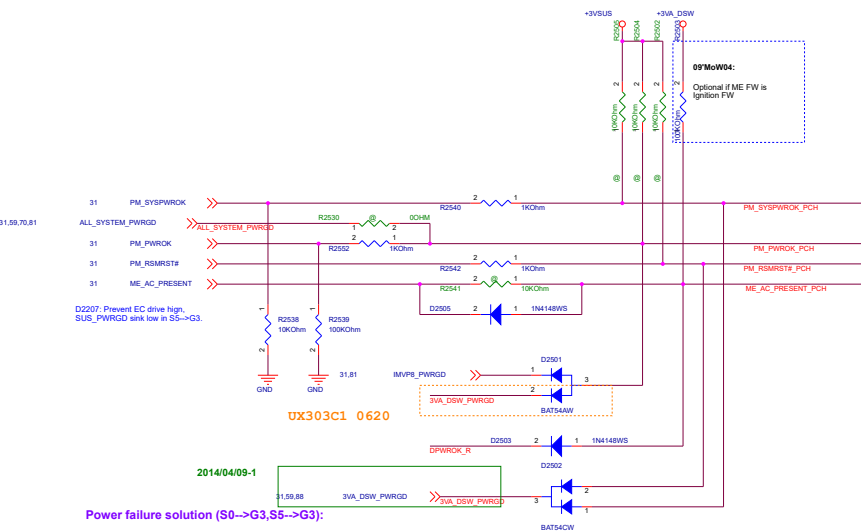 +3VSUS +3VA_DSW
R2505 R2504 R2502 R2503
09'MoW04:
Optional if ME FW is
Ignition FW
2 2 2 2
10KOhm 10KOhm 10KOhm 100KOhm
1 1 1 1
@ @ @
31 PM_SYSPWROK R2540 2 1 1KOhm PM_SYSPWROK_PCH
31,59,70,81 ALL_SYSTEM_PWRGD ALL_SYSTEM_PWRGD R2530 @ 0OHM 1 2
31 PM_PWROK R2552 2 1 1KOhm PM_PWROK_PCH
31 PM_RSMRST# R2542 2 1 1KOhm PM_RSMRST#_PCH
31 ME_AC_PRESENT R2541 2 @ 1 10KOhm ME_AC_PRESENT_PCH
D2505 2 1 1N4148WS
D2207: Prevent EC drive hign,
SUS_PWRGD sink low in S5-->G3.
1 R2538 10KOhm 2
1 R2539 100KOhm 2
GND GND
31,81 IMVP8_PWRGD 1 D2501 3
3VA_DSW_PWRGD 2 BAT54AW
UX303C1 0620
DPWROK_R D2503 2 1 1N4148WS
D2502
2014/04/09-1
31,59,88 3VA_DSW_PWRGD 3VA_DSW_PWRGD 3 2 1
BAT54CW
Power failure solution (S0-->G3,S5-->G3):